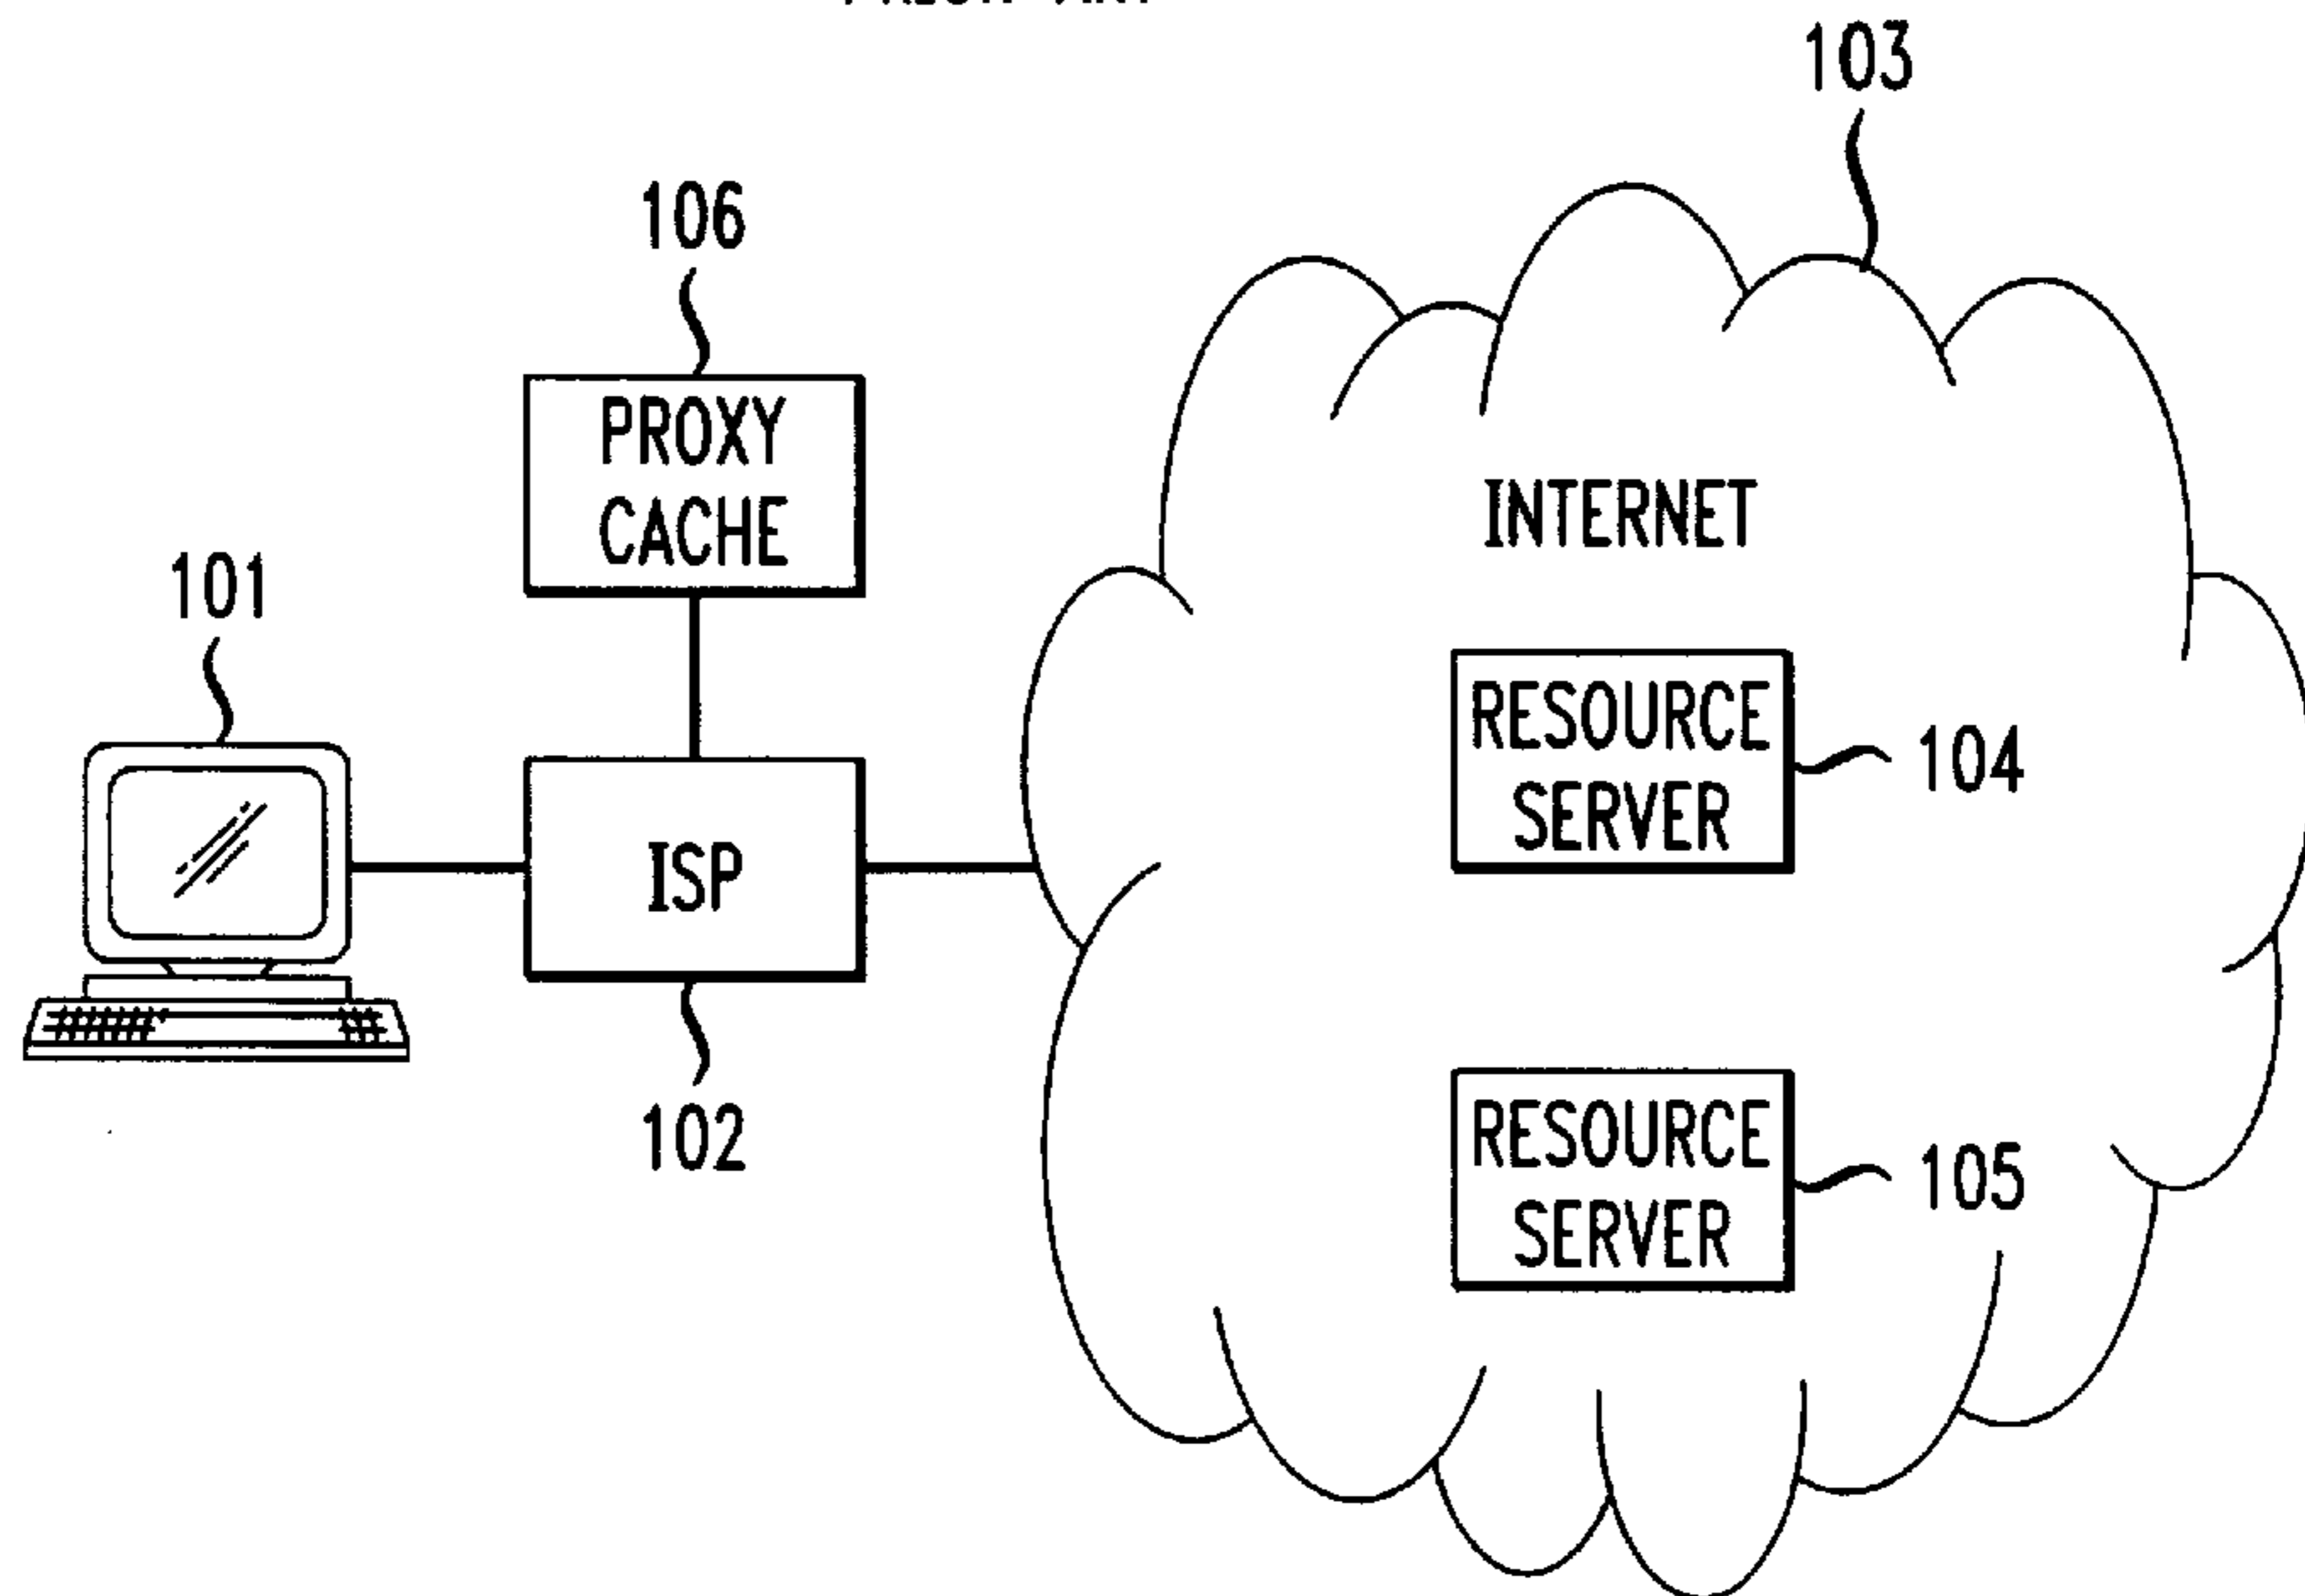 103
106
PROXY
CACHE
INTERNET
101
RESOURCE
SERVER
104
ISP
102
RESOURCE
SERVER
105